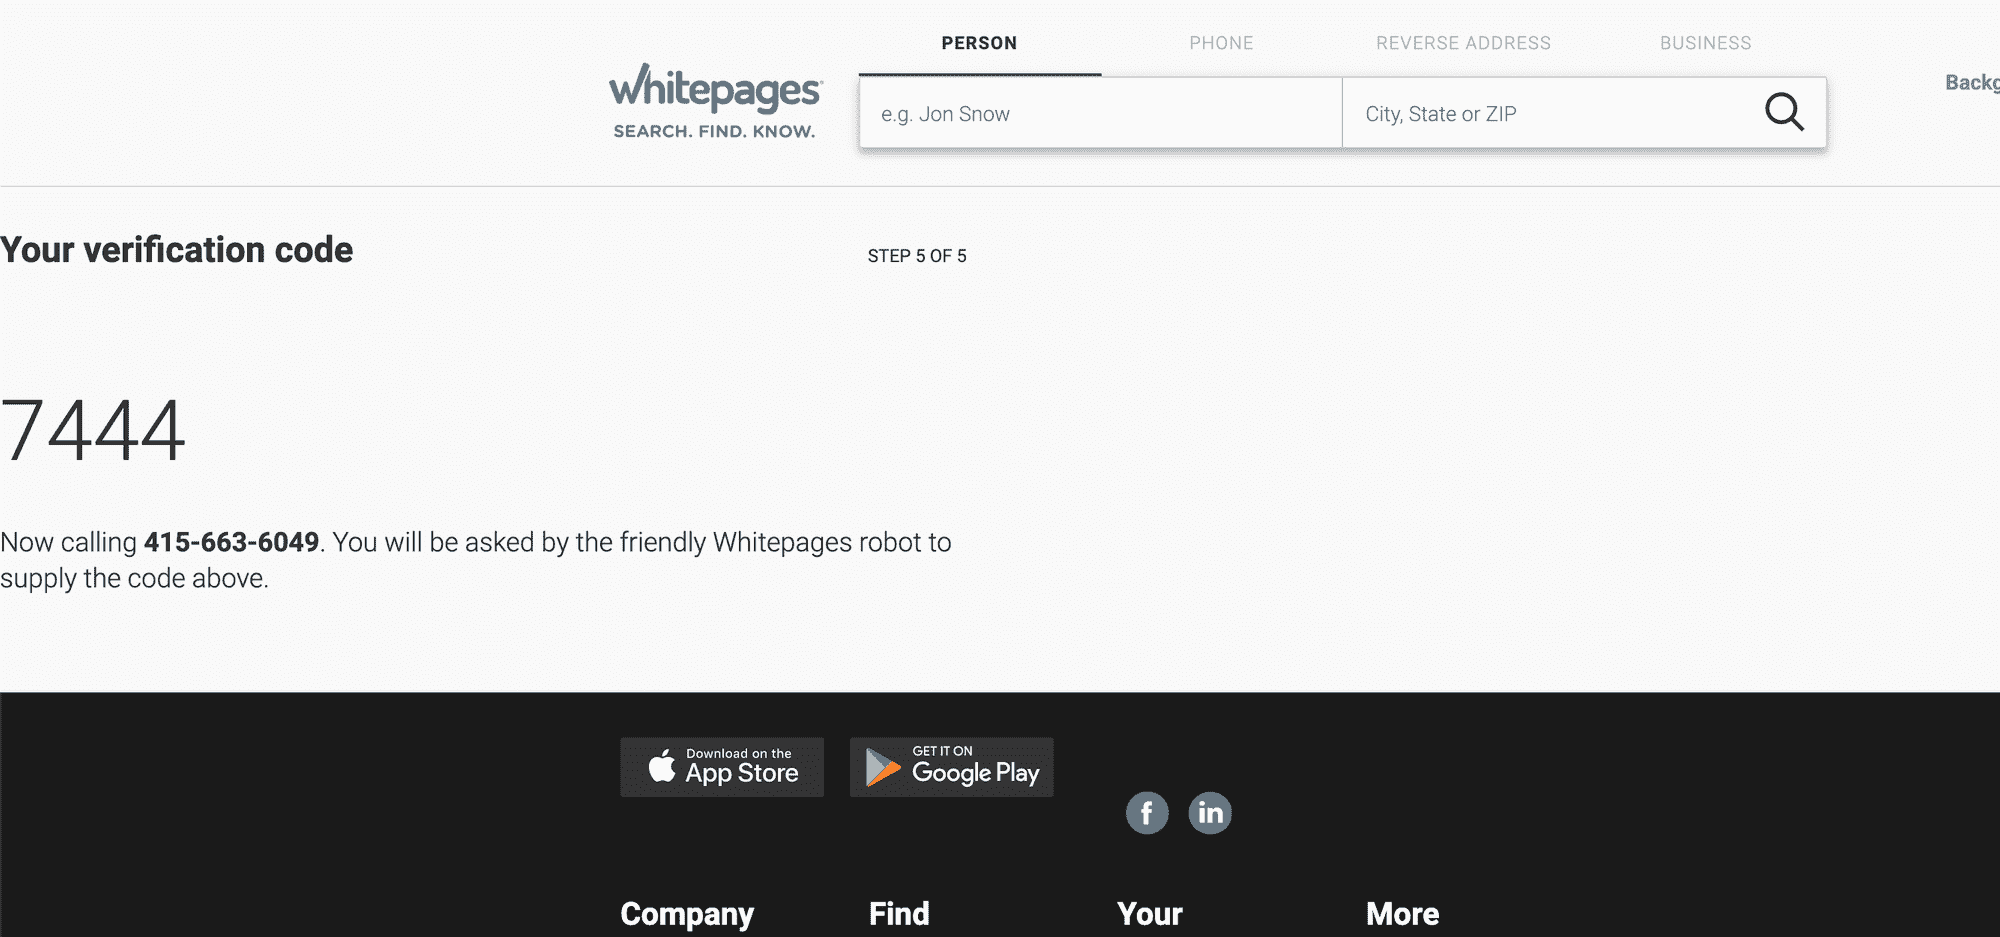 PERSON PHONE REVERSE ADDRESS BUSINESS
whitepages
SEARCH. FIND. KNOW.
e.g. Jon Snow
City, State or ZIP
Your verification code
STEP 5 OF 5
7444
Now calling 415-663-6049. You will be asked by the friendly Whitepages robot to
supply the code above.
Download on the
App Store
GET IT ON
Google Play
f in
Company Find Your More